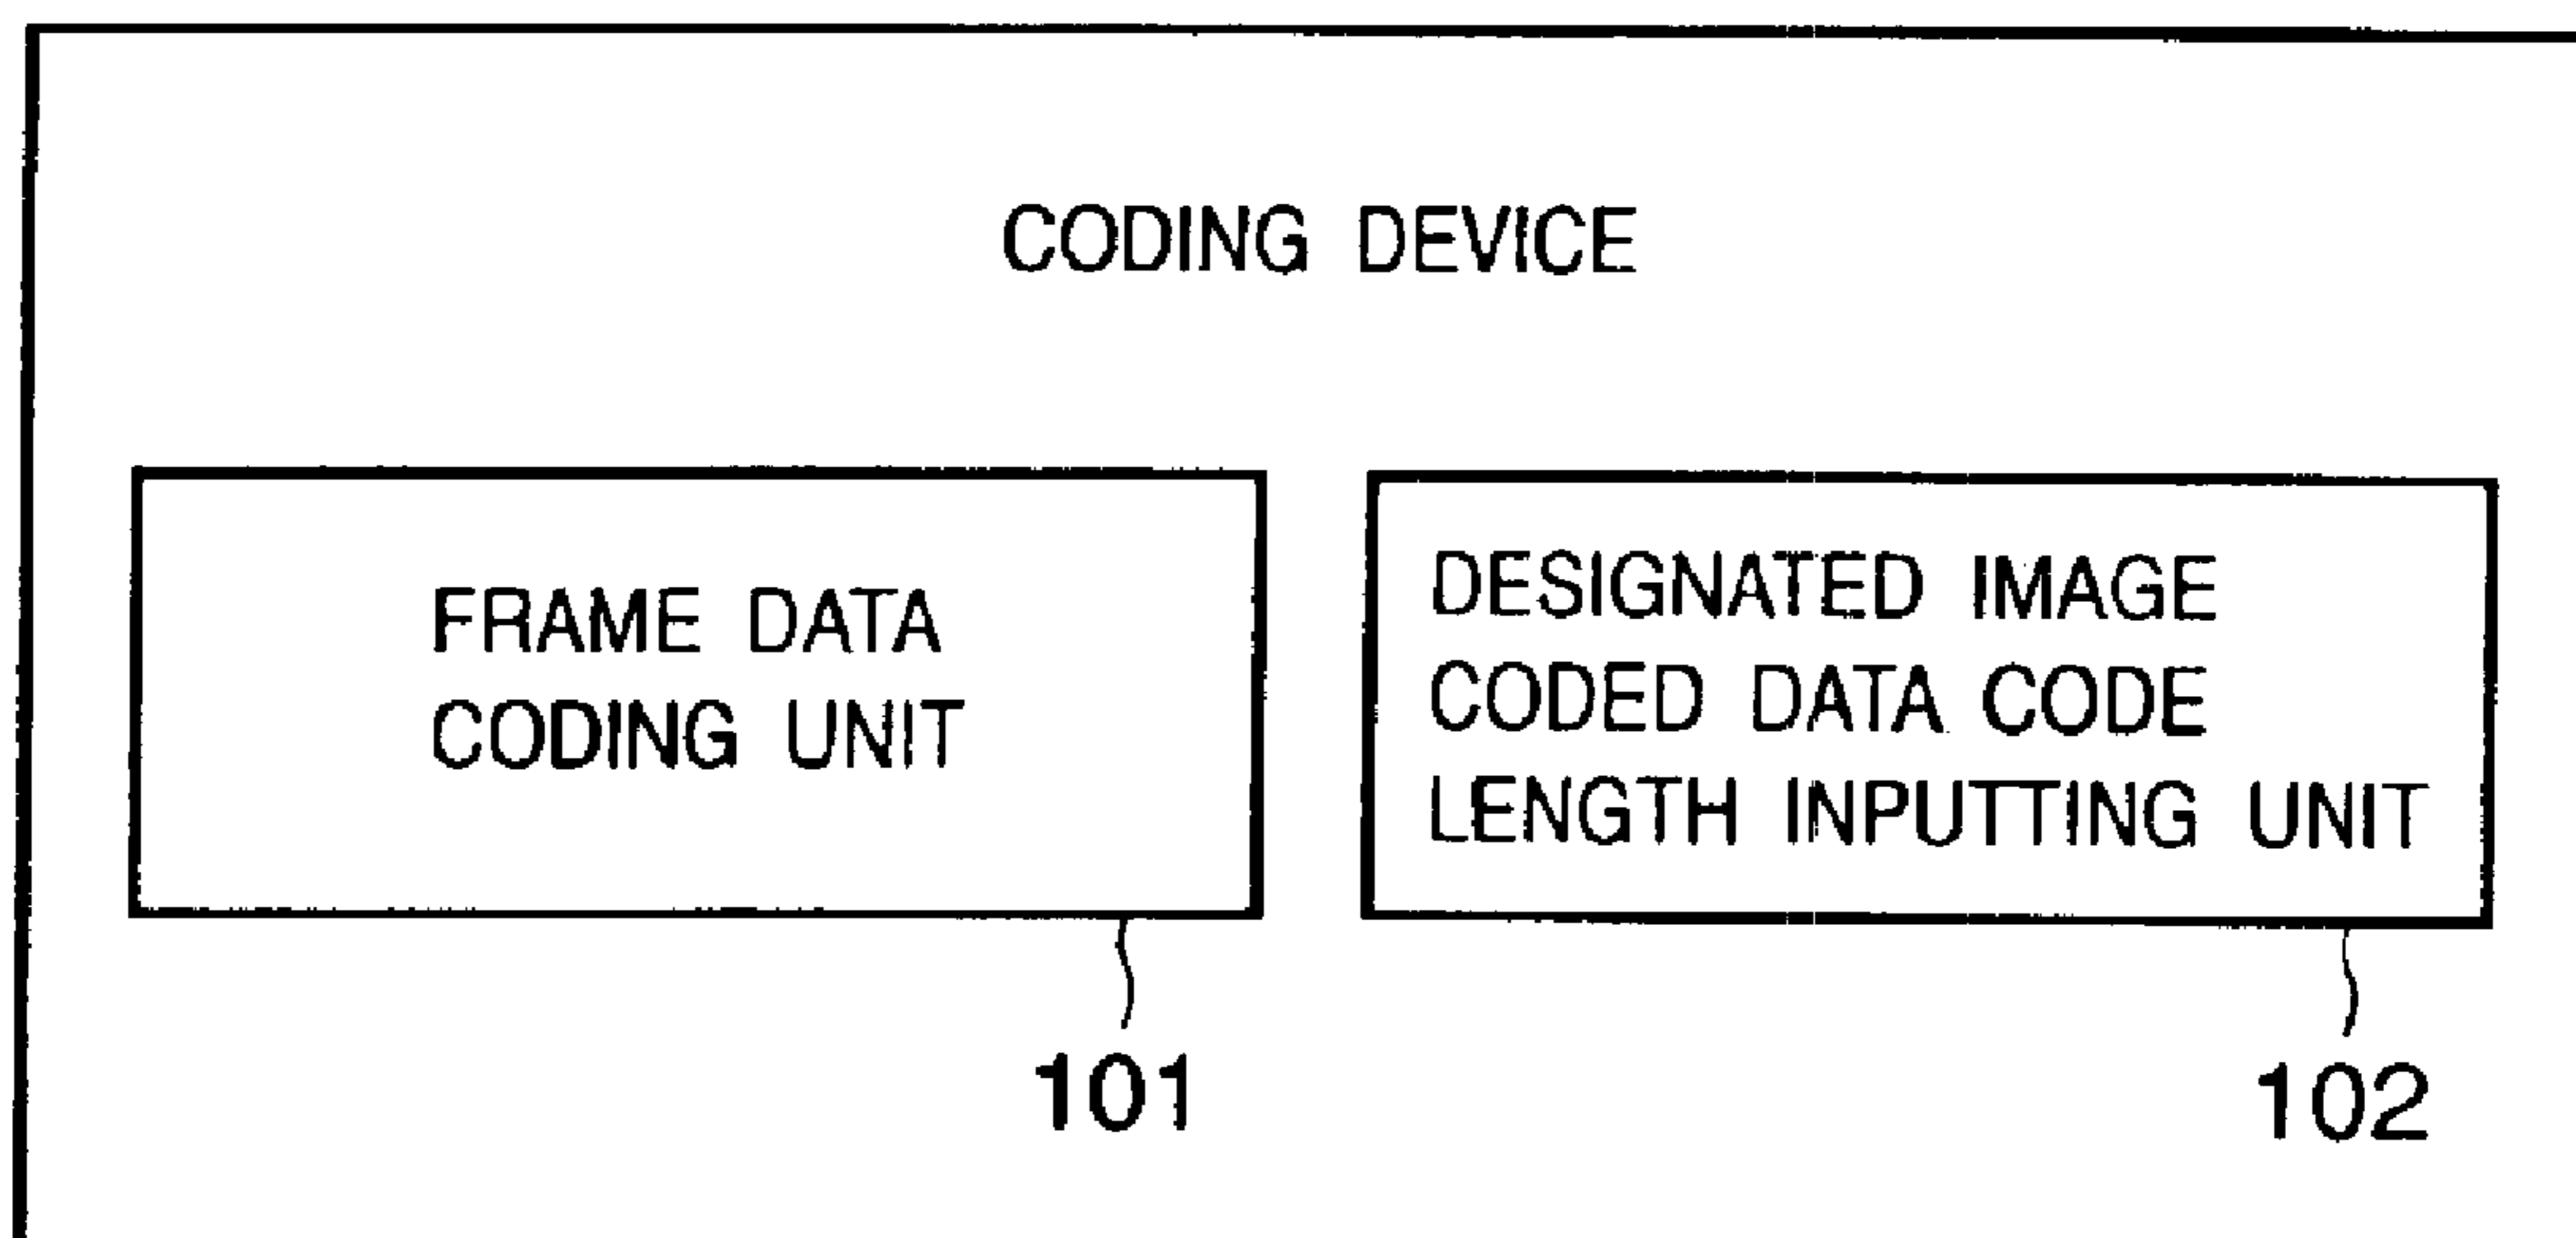 CODING DEVICE
FRAME DATA
CODING UNIT
DESIGNATED IMAGE
CODED DATA CODE
LENGTH INPUTTING UNIT
101
102